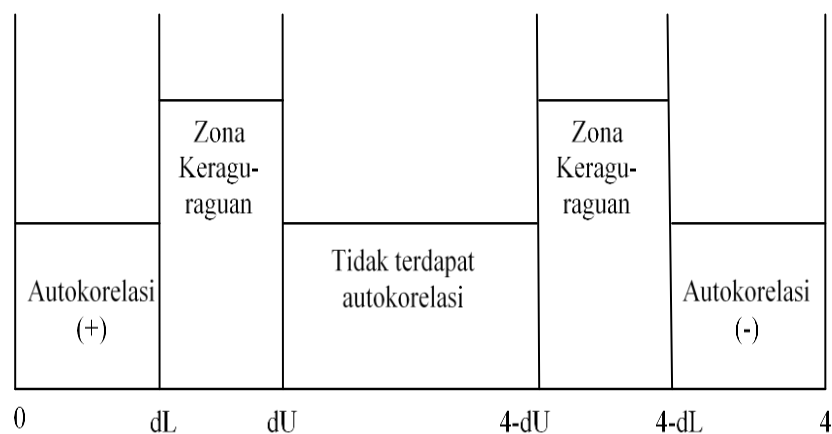 Zona
Keragu-
raguan
Zona
Keragu-
raguan
Autokorelasi
(+)
Tidak terdapat
autokorelasi
Autokorelasi
(-)
0 dL dU 4-dU 4-dL 4